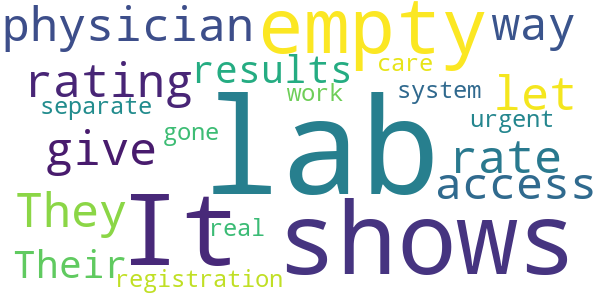 physician empty way
rating results care
separate work system let
lab urgent
give gone rate
access
They It shows
real
Their
registration